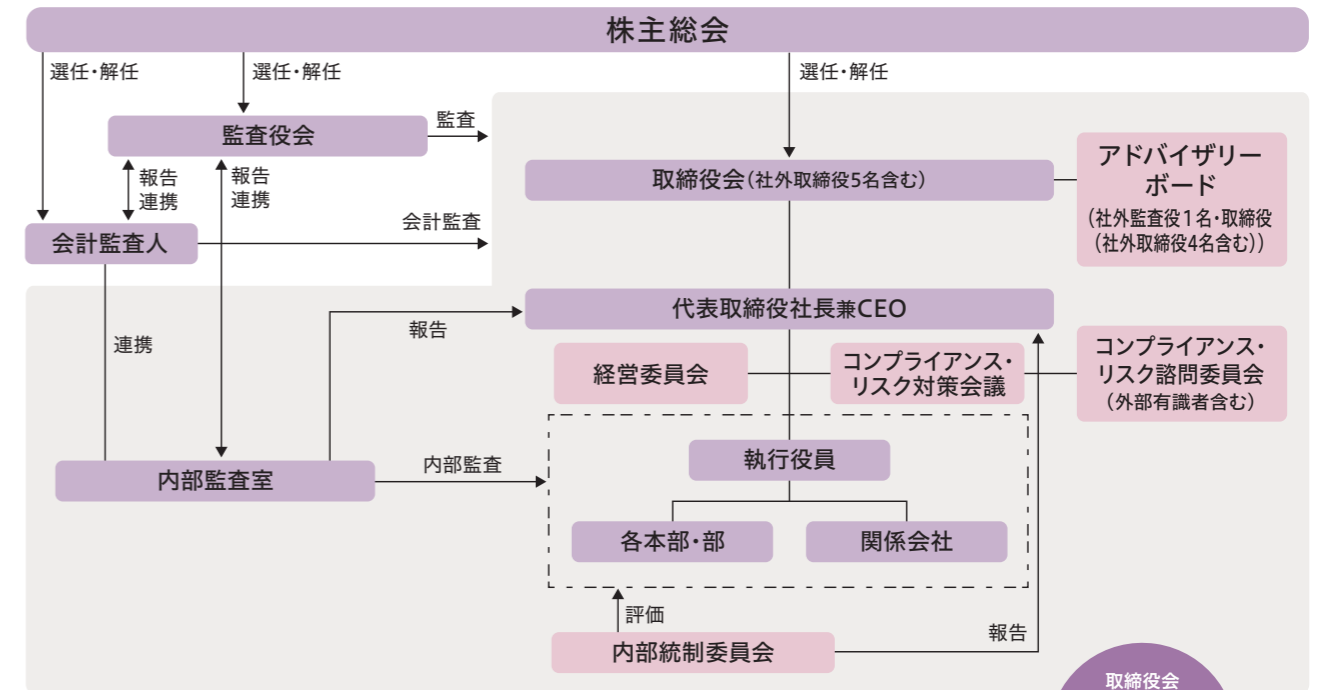 株主総会
選任・解任
選任・解任
選任・解任
監査役会
監査
報告
連携
報告
連携
会計監査人
会計監査
取締役会(社外取締役5名含む)
アドバイザリー
ボード
(社外監査役1名・取締役
(社外取締役4名含む))
代表取締役社長兼CEO
報告
連携
経営委員会
コンプライアンス・
リスク対策会議
コンプライアンス・
リスク諮問委員会
(外部有識者含む)
内部監査室
内部監査
執行役員
各本部・部
関係会社
評価
内部統制委員会
報告
取締役会